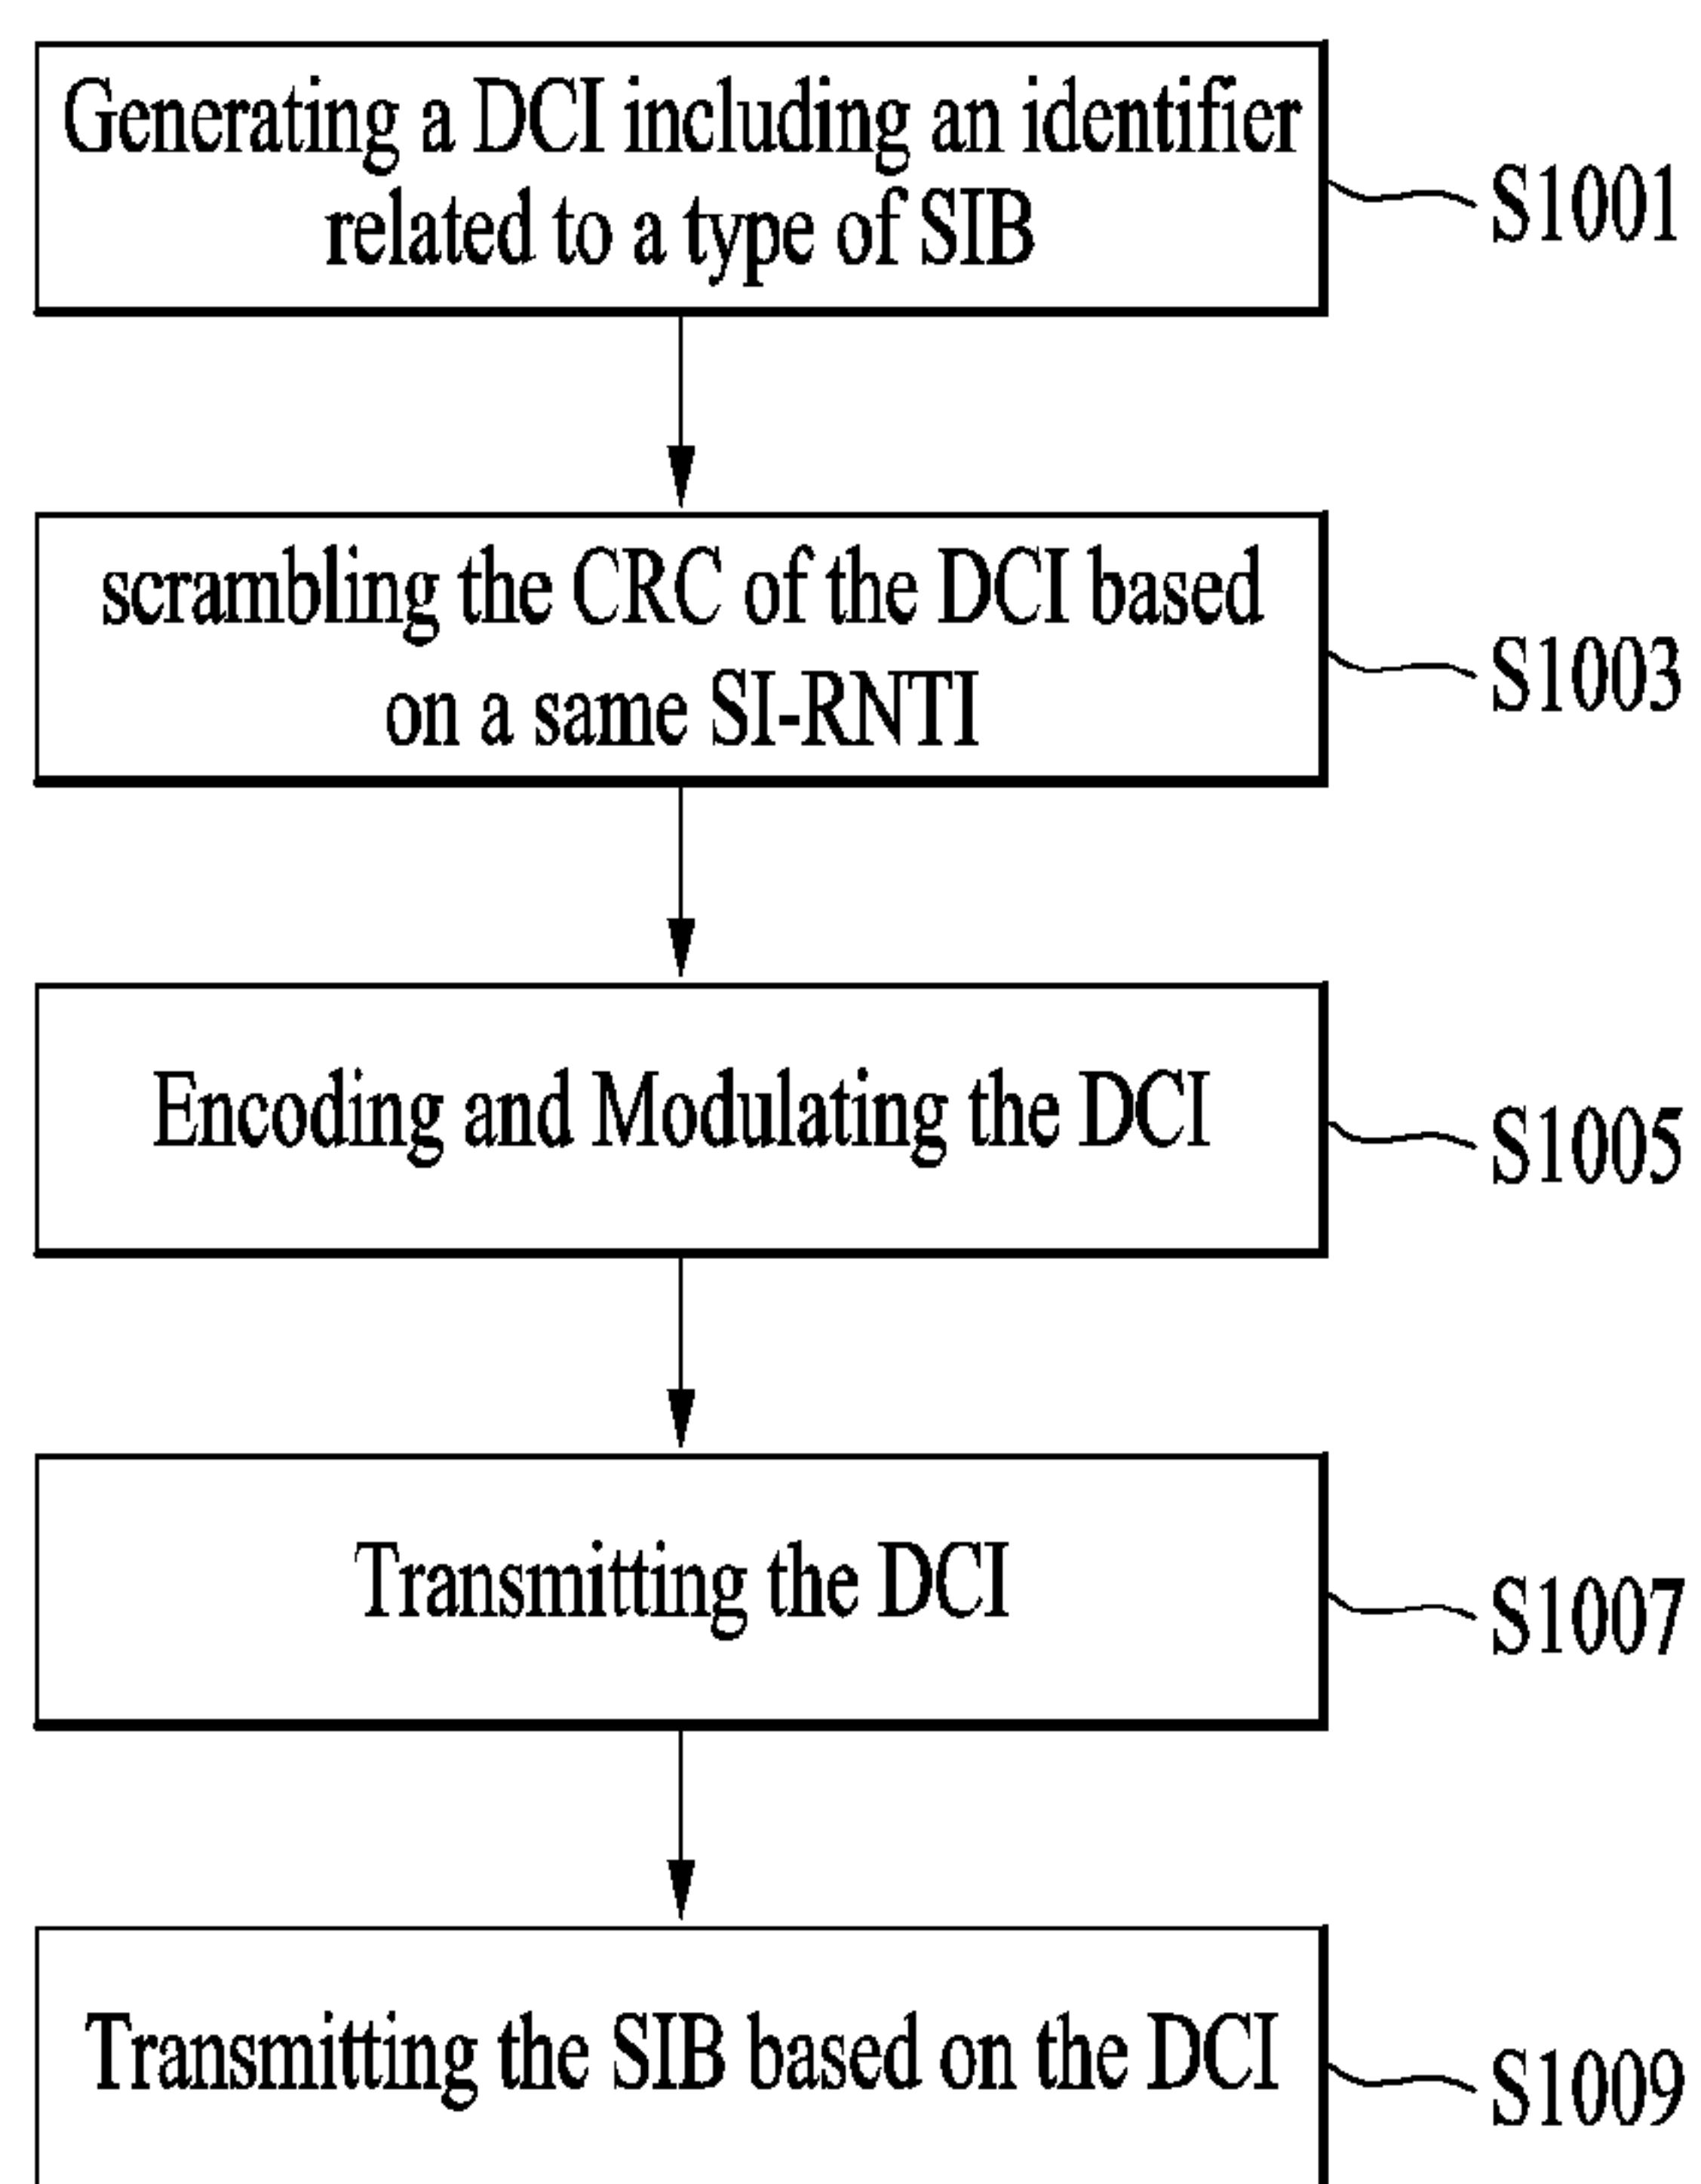 Generating a DCI including an identifier
related to a type of SIB
S1001
scrambling the CRC of the DCI based
on a same SI-RNTI
S1003
Encoding and Modulating the DCI
S1005
Transmitting the DCI
S1007
Transmitting the SIB based on the DCI
S1009